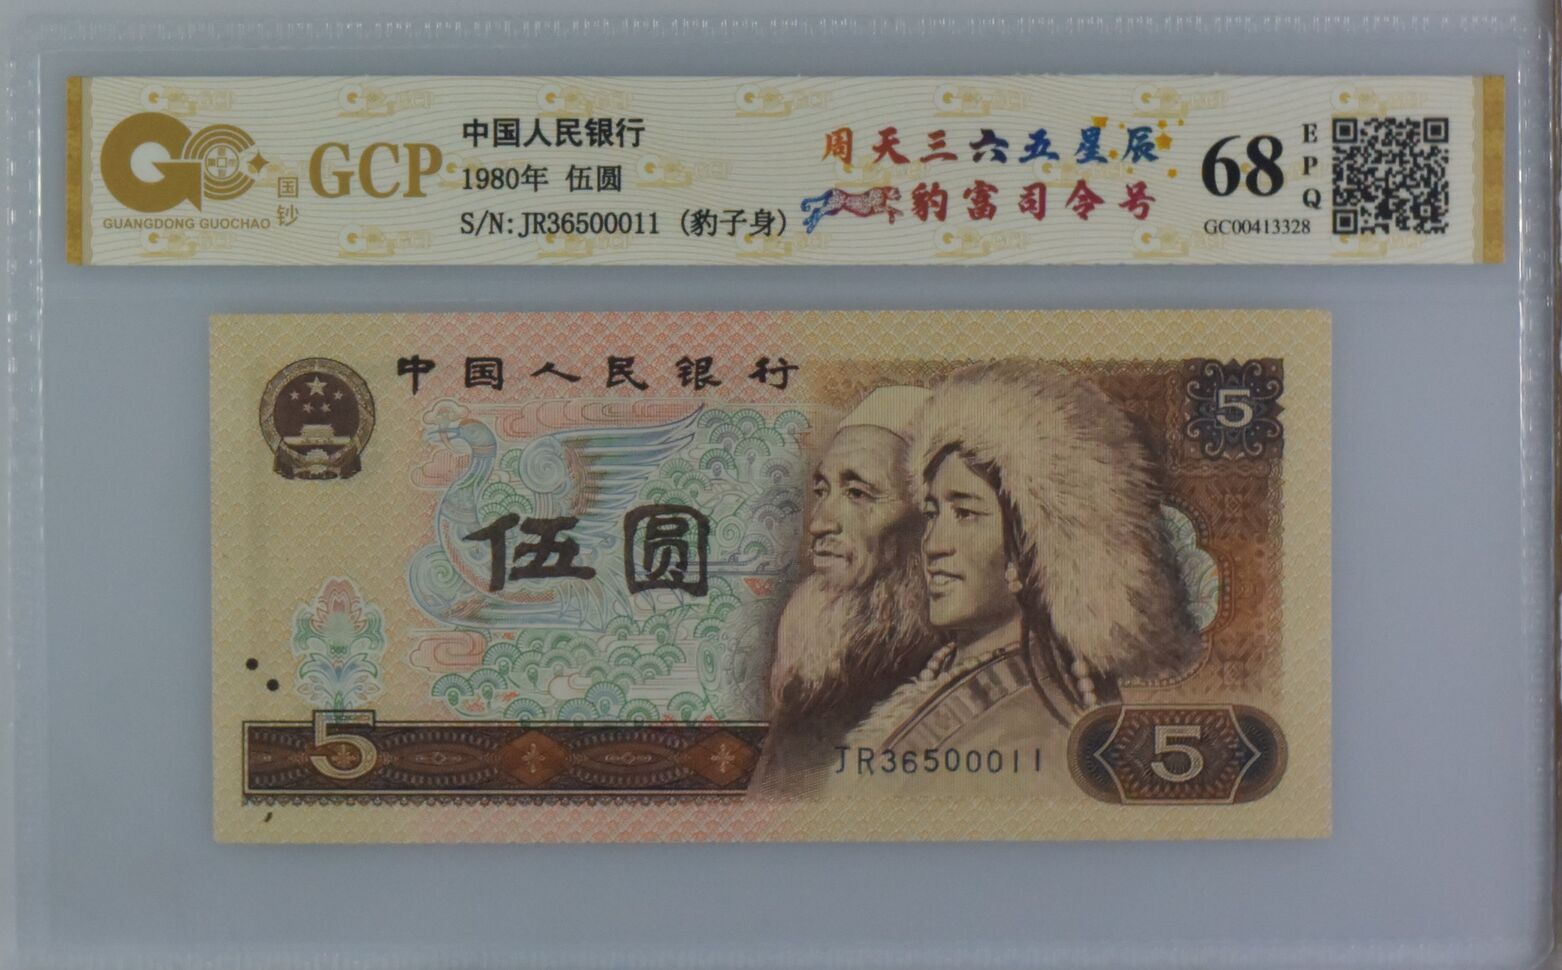 GCP
国钞
GUANGDONG GUOCHAO
中国人民银行
1980年 伍圆
S/N: JR36500011 (豹子身)
周天三六五星辰
豹富司令号
68
EPQ
GC00413328
中国人民银行
5
伍圆
5
JR36500011
5